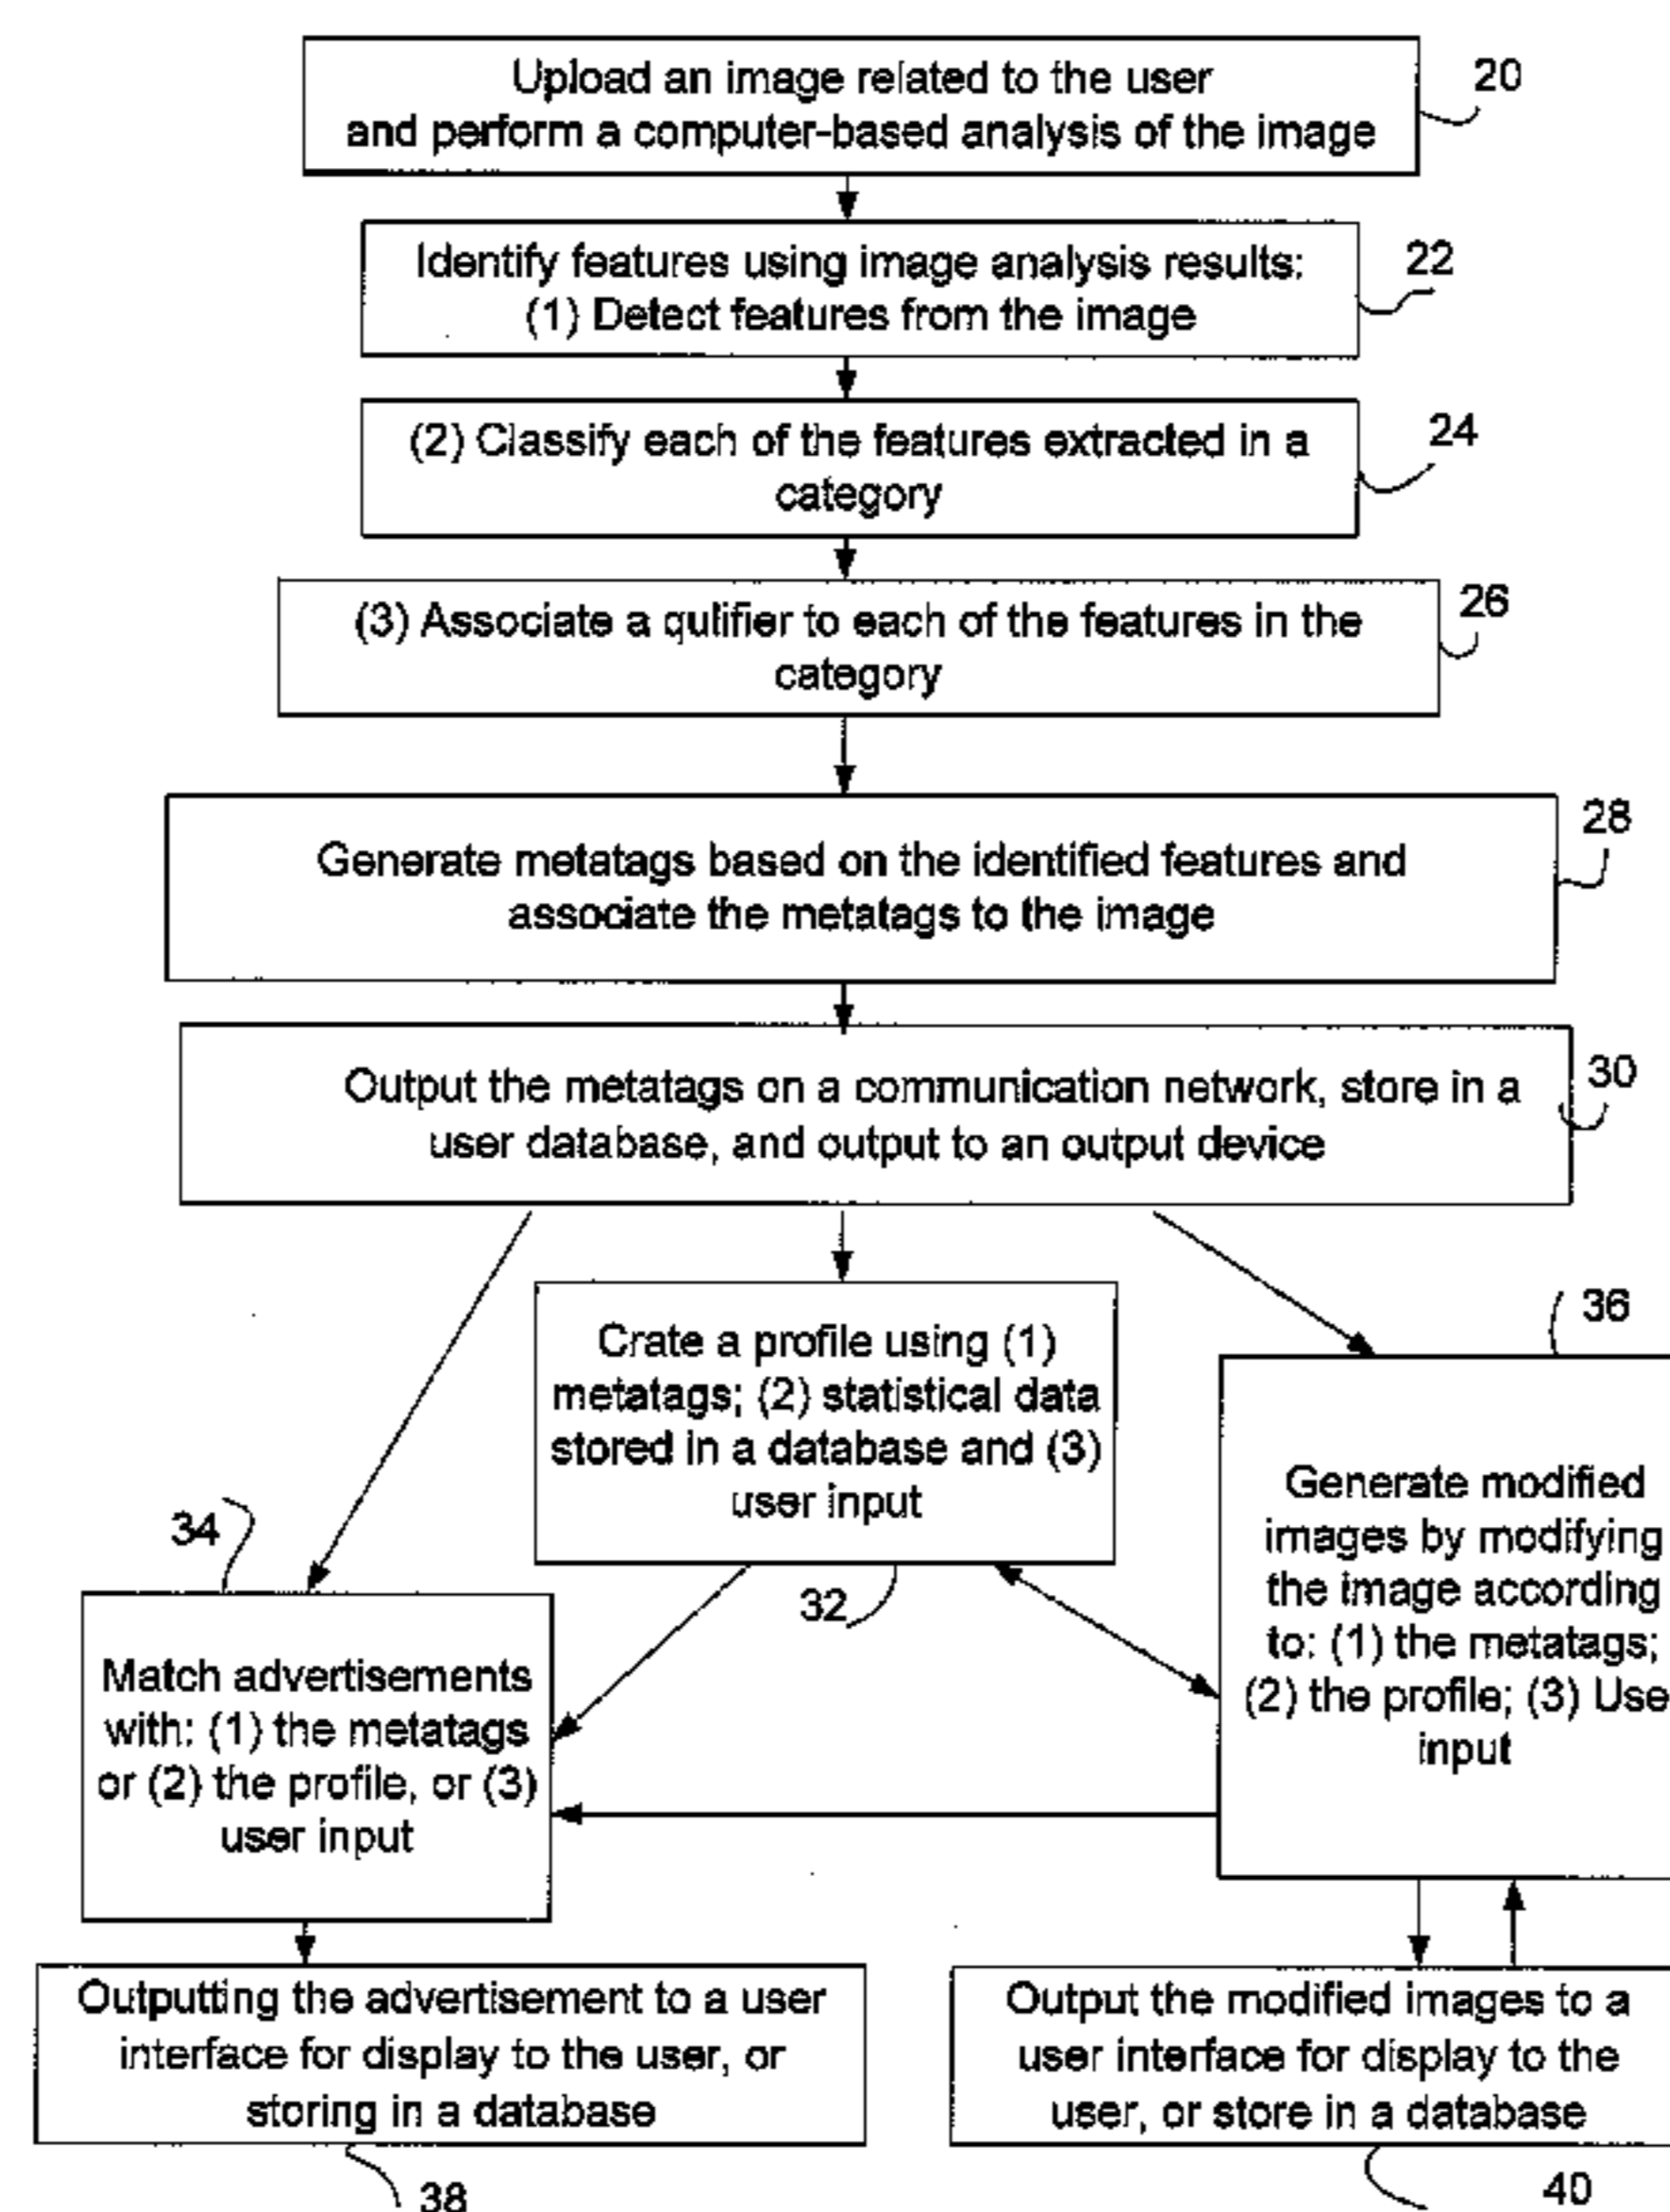 Upload an image related to the user
and perform a computer-based analysis of the image
20
Identify features using image analysis results:
(1) Detect features from the image
22
(2) Classify each of the features extracted in a
category
24
(3) Associate a qulifier to each of the features in the
category
26
Generate metatags based on the identified features and
associate the metatags to the image
28
Output the metatags on a communication network, store in a
user database, and output to an output device
30
Crate a profile using (1)
metatags; (2) statistical data
stored in a database and (3)
user input
32
36
Generate modified
images by modifying
the image according
to: (1) the metatags;
(2) the profile; (3) Use
input
34
Match advertisements
with: (1) the metatags
or (2) the profile, or (3)
user input
Outputting the advertisement to a user
interface for display to the user, or
storing in a database
38
Output the modified images to a
user interface for display to the
user, or store in a database
40